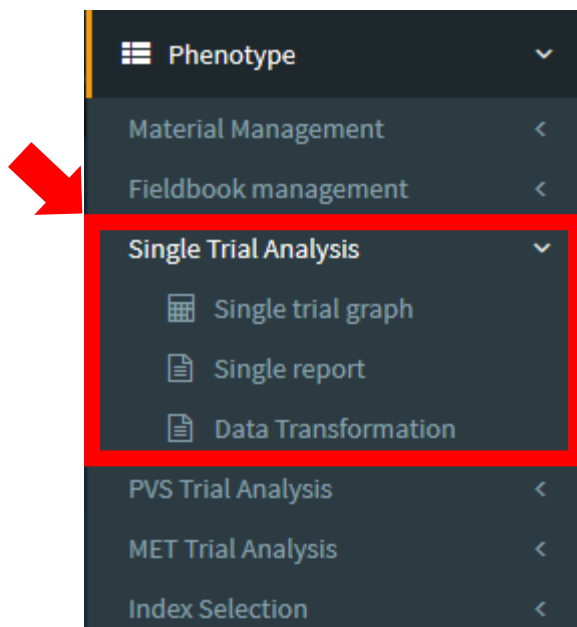 Phenotype
Material Management
Fieldbook management
Single Trial Analysis
Single trial graph
Single report
Data Transformation
PVS Trial Analysis
MET Trial Analysis
Index Selection